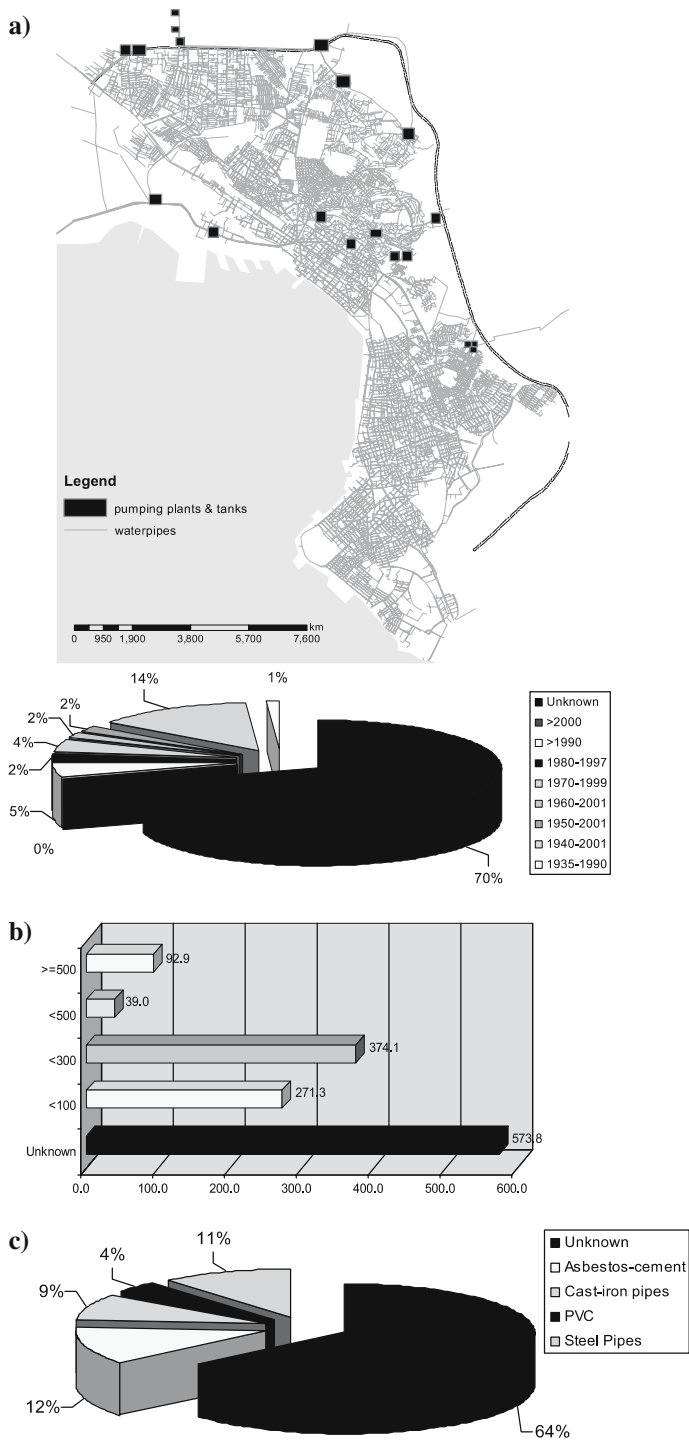 a)
Legend
pumping plants & tanks
waterpipes
km
0 950 1,900 3,800 5,700 7,600
14%
1%
2%
2%
4%
2%
5%
0%
70%
Unknown
>2000
>1990
1980-1997
1970-1999
1960-2001
1950-2001
1940-2001
1935-1990
b)
>=500 92.9
<500 39.0
<300 374.1
<100 271.3
Unknown 573.8
0.0 100.0 200.0 300.0 400.0 500.0 600.0
c)
11%
4%
9%
12%
64%
Unknown
Asbestos-cement
Cast-iron pipes
PVC
Steel Pipes